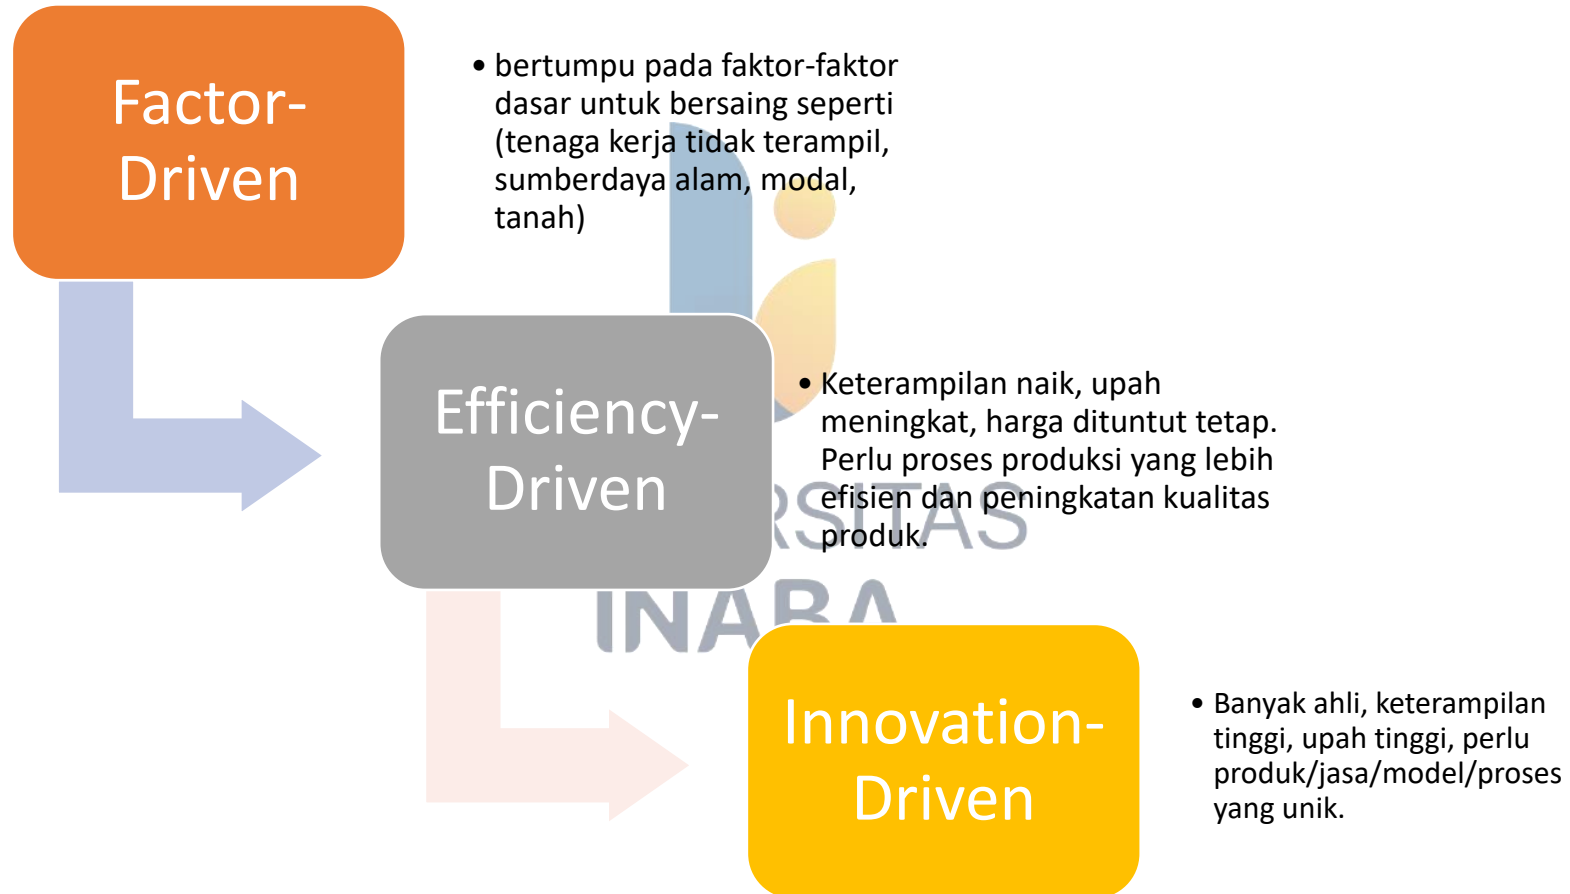 Factor-
Driven
• bertumpu pada faktor-faktor
dasar untuk bersaing seperti
(tenaga kerja tidak terampil,
sumberdaya alam, modal,
tanah)
Efficiency-
Driven
• Keterampilan naik, upah
meningkat, harga dituntut tetap.
Perlu proses produksi yang lebih
efisien dan peningkatan kualitas
produk.
RSITAS
INABA
Innovation-
Driven
• Banyak ahli, keterampilan
tinggi, upah tinggi, perlu
produk/jasa/model/proses
yang unik.